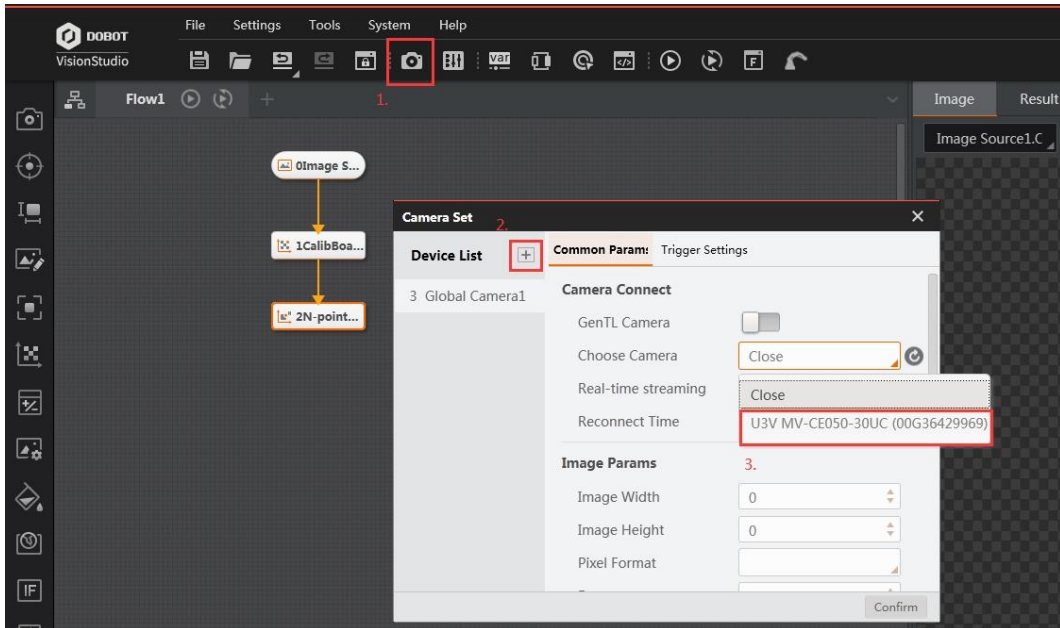 DOBOT
VisionStudio
File Settings Tools System Help
var
F
Flow1
1.
Image Result
Image Source1.C
0Image S...
1CalibBoa...
2N-point...
Camera Set
2.
Device List
Common Param:
Trigger Settings
3 Global Camera1
Camera Connect
GenTL Camera
Choose Camera Close
Real-time streaming
Close
Reconnect Time
U3V MV-CE050-30UC (00G36429969)
Image Params
3.
Image Width 0
Image Height 0
Pixel Format
Confirm
IF